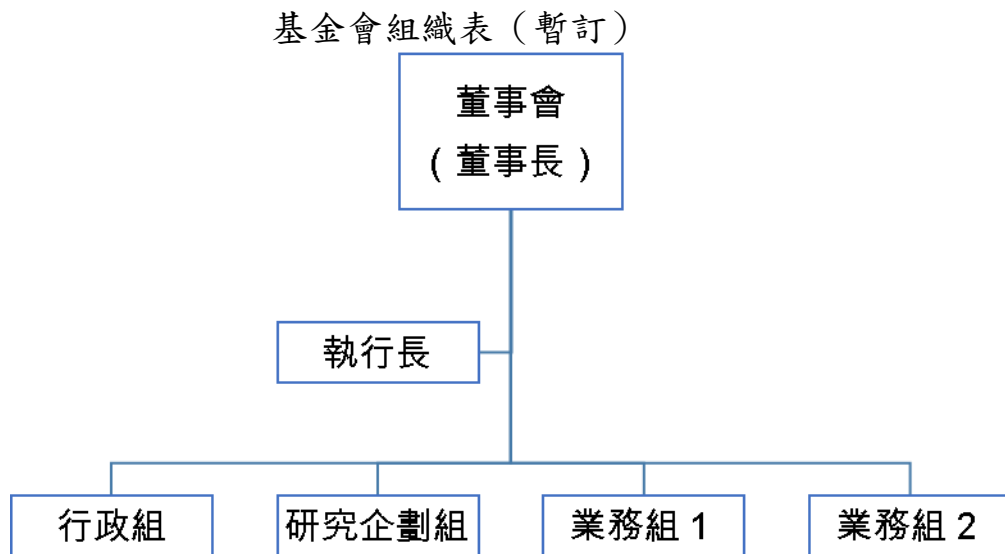 基金會組織表（暫訂）
董事會
（董事長）
執行長
行政組
研究企劃組
業務組 1
業務組 2